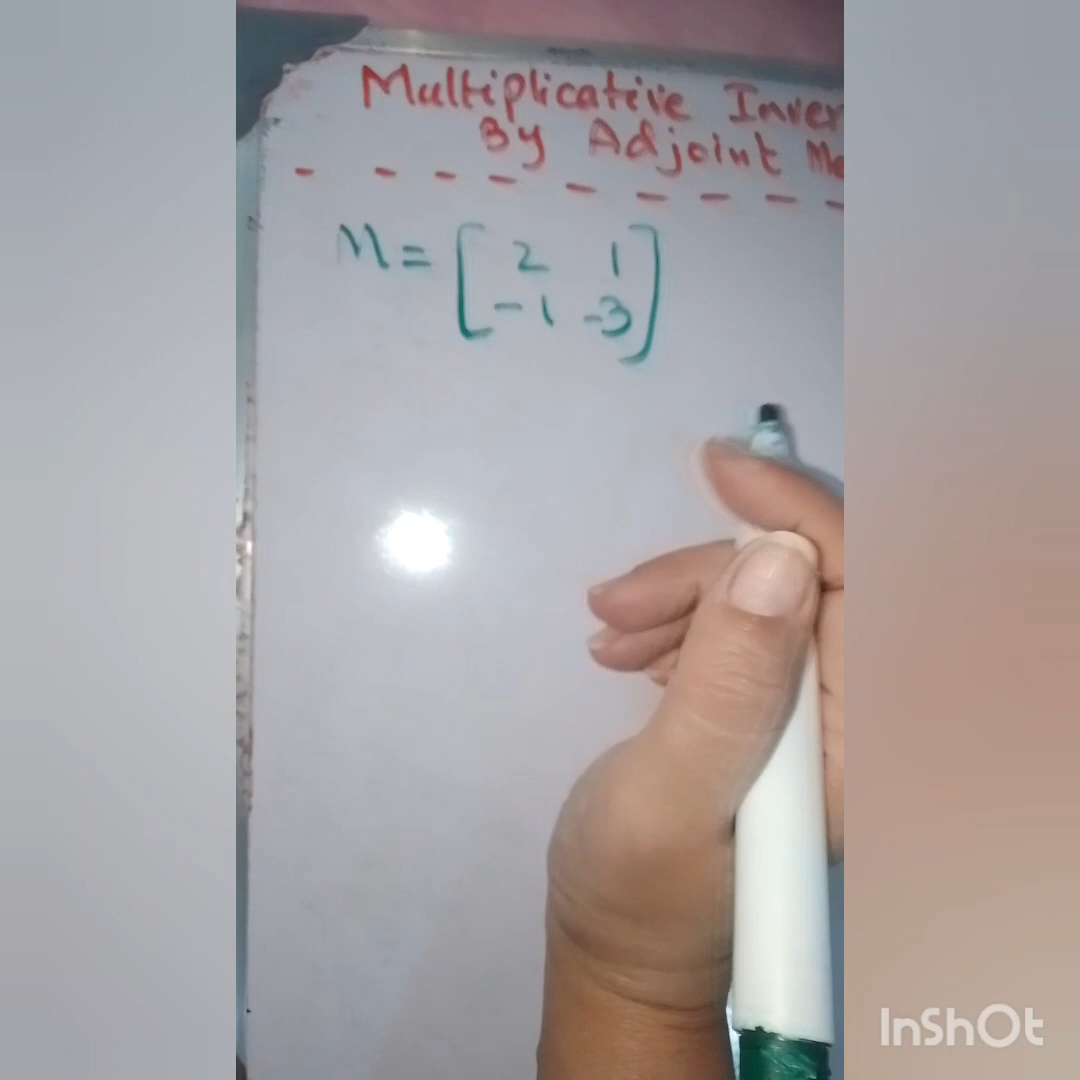 Multiplicative Inver
By Adjoint Me
- - - - - - - - -
M = [ 2 1
-1 -3 ]
InShOt